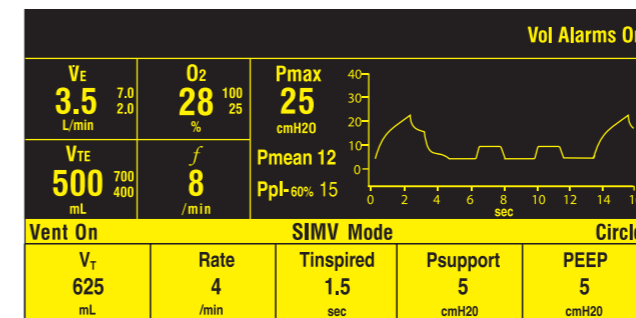 Vol Alarms O
V̇E
3.5 7.0
2.0
L/min
O2
28 100
25
%
Pmax
25
cmH2O
Pmean 12
Ppl-60% 15
VTE
500 700
400
mL
f
8
/min
40
30
20
10
0
0 2 4 6 8 10 12 14 1
sec
Vent On SIMV Mode Circl
VT Rate Tinspired Psupport PEEP
625 4 1.5 5 5
mL /min sec cmH20 cmH20